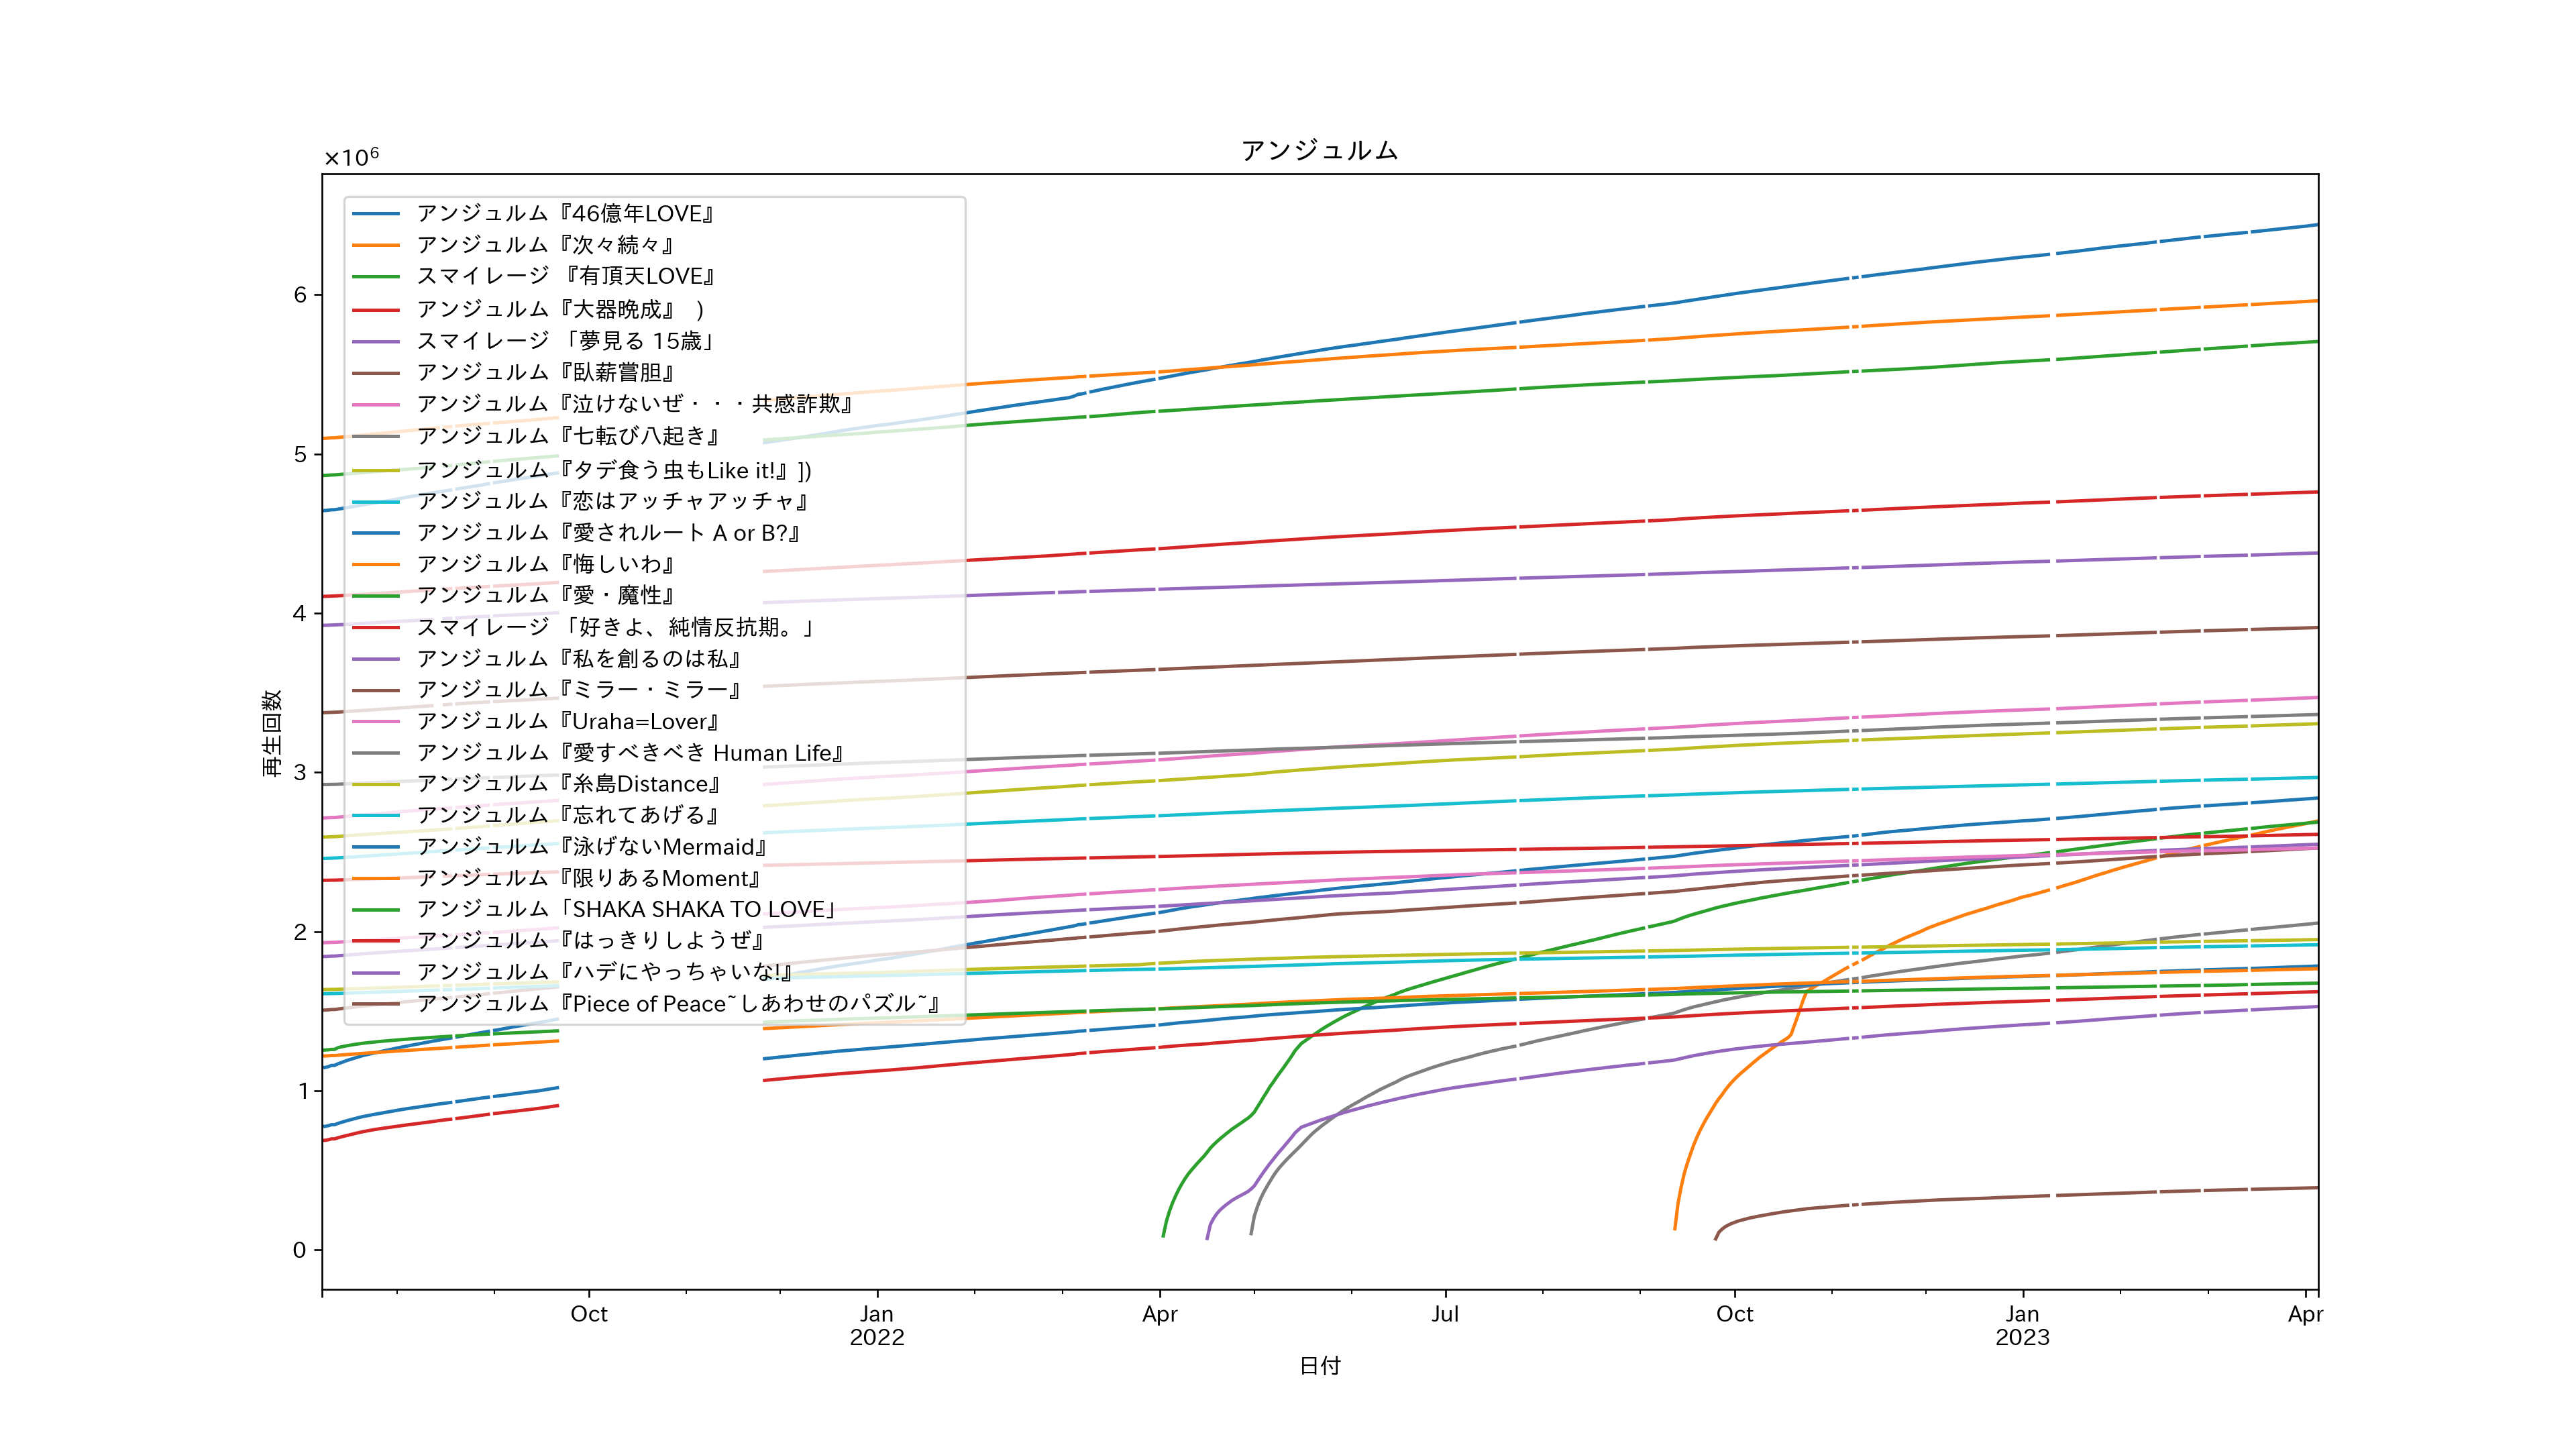 アンジュルム
×10⁶
アンジュルム『46億年LOVE』
アンジュルム『次々続々』
スマイレージ 『有頂天LOVE』
アンジュルム『大器晩成』 )
スマイレージ 「夢見る 15歳」
アンジュルム『臥薪嘗胆』
アンジュルム『泣けないぜ・・・共感詐欺』
アンジュルム『七転び八起き』
アンジュルム『タデ食う虫もLike it!』])
アンジュルム『恋はアッチャアッチャ』
アンジュルム『愛されルート A or B?』
アンジュルム『悔しいわ』
アンジュルム『愛・魔性』
スマイレージ 「好きよ、純情反抗期。」
アンジュルム『私を創るのは私』
アンジュルム『ミラー・ミラー』
アンジュルム『Uraha=Lover』
アンジュルム『愛すべきべき Human Life』
アンジュルム『糸島Distance』
アンジュルム『忘れてあげる』
アンジュルム『泳げないMermaid』
アンジュルム『限りあるMoment』
アンジュルム「SHAKA SHAKA TO LOVE」
アンジュルム『はっきりしようぜ』
アンジュルム『ハデにやっちゃいな!』
アンジュルム『Piece of Peace~しあわせのパズル~』
6
5
4
3
2
1
0
再生回数
Oct Jan Apr Jul Oct Jan Apr
2022 2023
日付